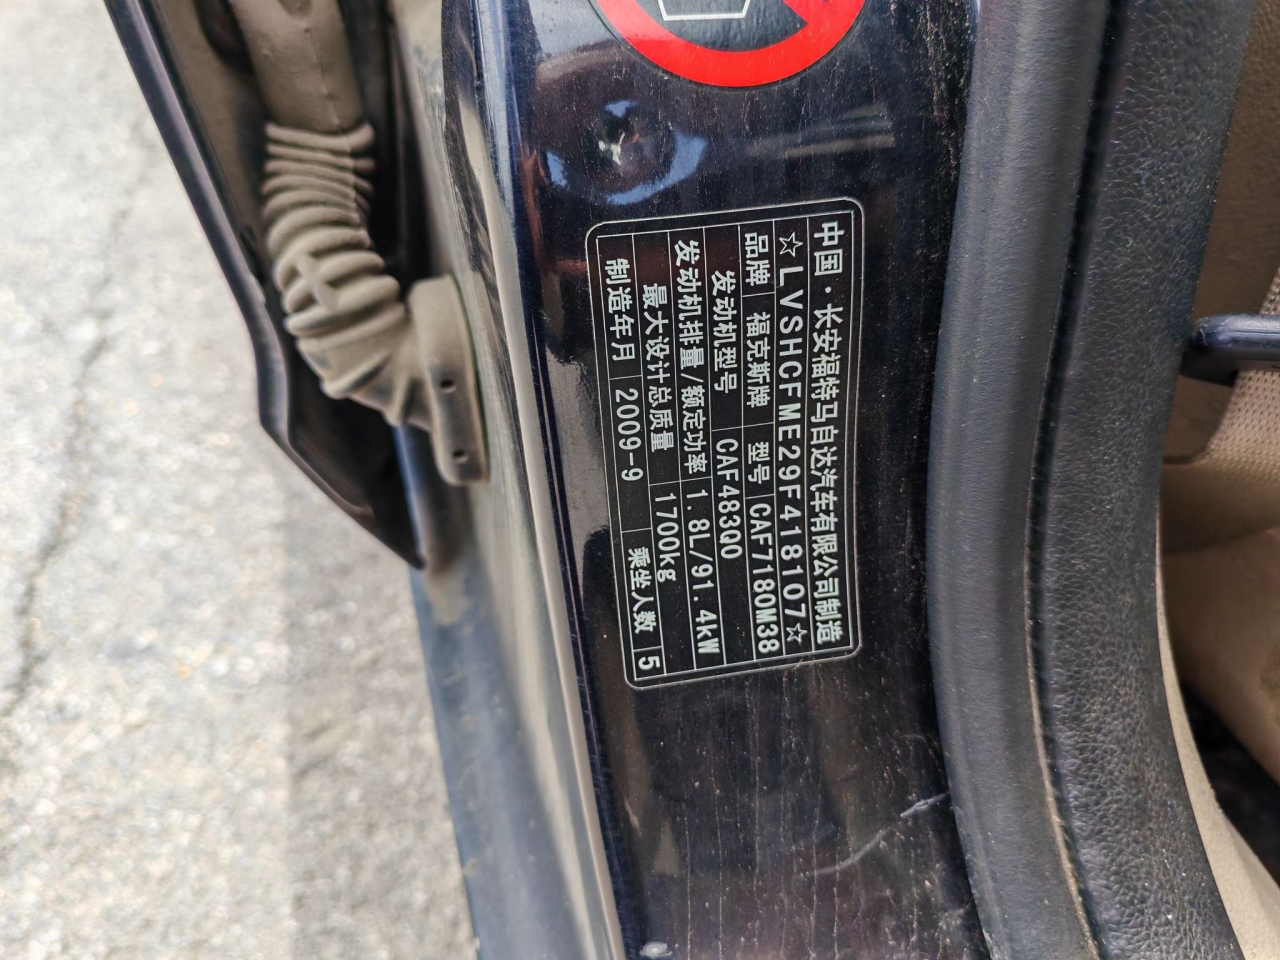 中国·长安福特马自达汽车有限公司制造
☆LVSHCFME29F418107☆
品牌 福克斯牌 型号 CAF7180M38
发动机型号 CAF483Q0
发动机排量/额定功率 1.8L/91.4kW
最大设计总质量 1700kg
制造年月 2009-9 乘坐人数 5